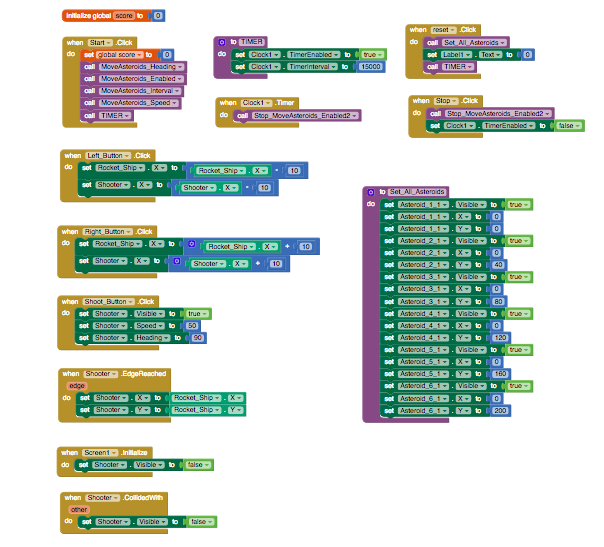 initialize global score to 0
when Start .Click
do set global score to 0
call MoveAsteroids_Heading
call MoveAsteroids_Enabled
call MoveAsteroids_Interval
call MoveAsteroids_Speed
call TIMER
to TIMER
do set Clock1 . TimerEnabled to true
set Clock1 . TimerInterval to 15000
when Clock1 .Timer
do call Stop_MoveAsteroids_Enabled2
when reset .Click
do call Set_All_Asteroids
set Label1 . Text to 0
call TIMER
when Stop .Click
do call Stop_MoveAsteroids_Enabled2
set Clock1 . TimerEnabled to false
when Left_Button .Click
do set Rocket_Ship . X to Rocket_Ship . X - 10
set Shooter . X to Shooter . X - 10
when Right_Button .Click
do set Rocket_Ship . X to Rocket_Ship . X + 10
set Shooter . X to Shooter . X + 10
when Shoot_Button .Click
do set Shooter . Visible to true
set Shooter . Speed to 50
set Shooter . Heading to 90
when Shooter .EdgeReached
edge
do set Shooter . X to Rocket_Ship . X
set Shooter . Y to Rocket_Ship . Y
when Screen1 .Initialize
do set Shooter . Visible to false
when Shooter .CollidedWith
other
do set Shooter . Visible to false
to Set_All_Asteroids
do set Asteroid_1_1 . Visible to true
set Asteroid_1_1 . X to 0
set Asteroid_1_1 . Y to 0
set Asteroid_2_1 . Visible to true
set Asteroid_2_1 . X to 0
set Asteroid_2_1 . Y to 40
set Asteroid_3_1 . Visible to true
set Asteroid_3_1 . X to 0
set Asteroid_3_1 . Y to 80
set Asteroid_4_1 . Visible to true
set Asteroid_4_1 . X to 0
set Asteroid_4_1 . Y to 120
set Asteroid_5_1 . Visible to true
set Asteroid_5_1 . X to 0
set Asteroid_5_1 . Y to 160
set Asteroid_6_1 . Visible to true
set Asteroid_6_1 . X to 0
set Asteroid_6_1 . Y to 200